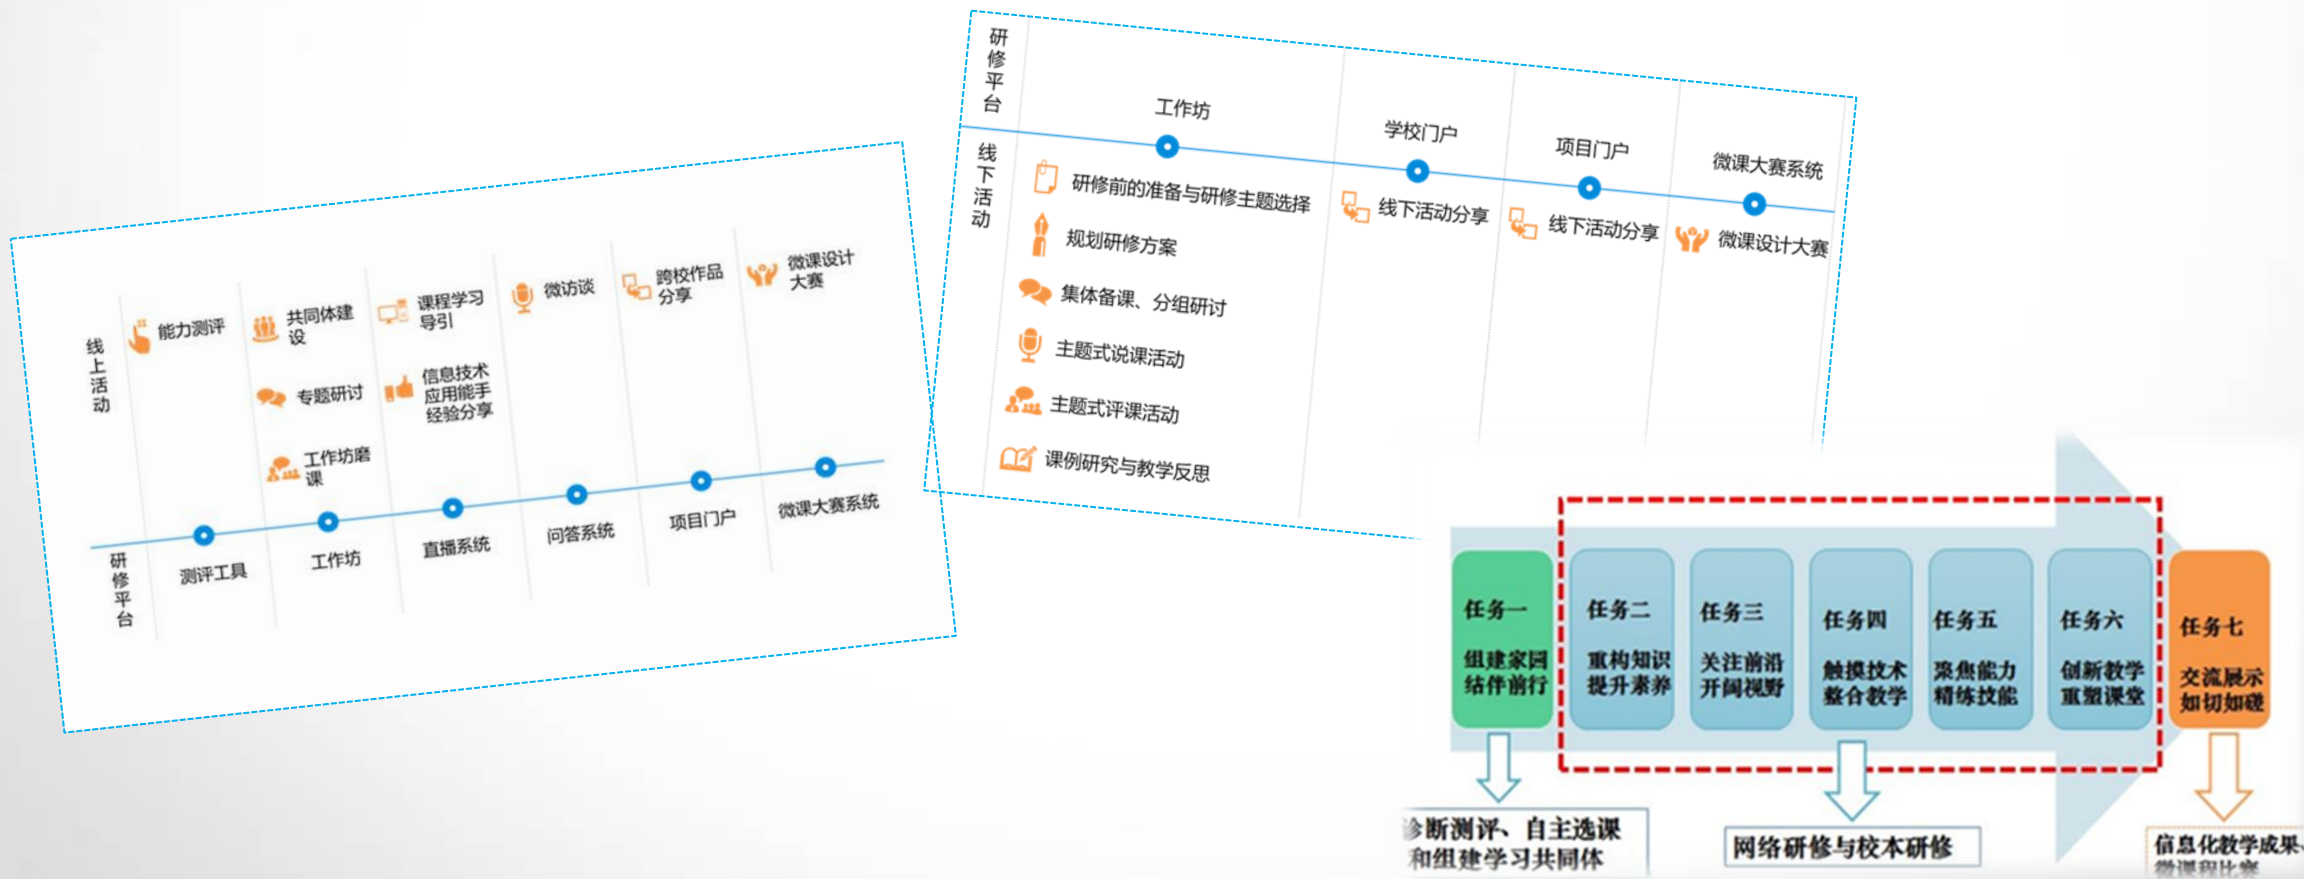 线上活动
能力测评
共同体建
设
专题研讨
工作坊磨
课
课程学习
导引
信息技术
应用能手
经验分享
微访谈
跨校作品
分享
微课设计
大赛
研修平台
测评工具
工作坊
直播系统
问答系统
项目门户
微课大赛系统
研修平台
工作坊
学校门户
项目门户
微课大赛系统
线下活动
研修前的准备与研修主题选择
规划研修方案
集体备课、分组研讨
主题式说课活动
主题式评课活动
课例研究与教学反思
线下活动分享
线下活动分享
微课设计大赛
任务一
组建家园
结伴前行
任务二
重构知识
提升素养
任务三
关注前沿
开阔视野
任务四
触摸技术
整合教学
任务五
聚焦能力
精练技能
任务六
创新教学
重塑课堂
任务七
交流展示
如切如磋
诊断测评、自主选课
和组建学习共同体
网络研修与校本研修
信息化教学成果、
微课程比赛